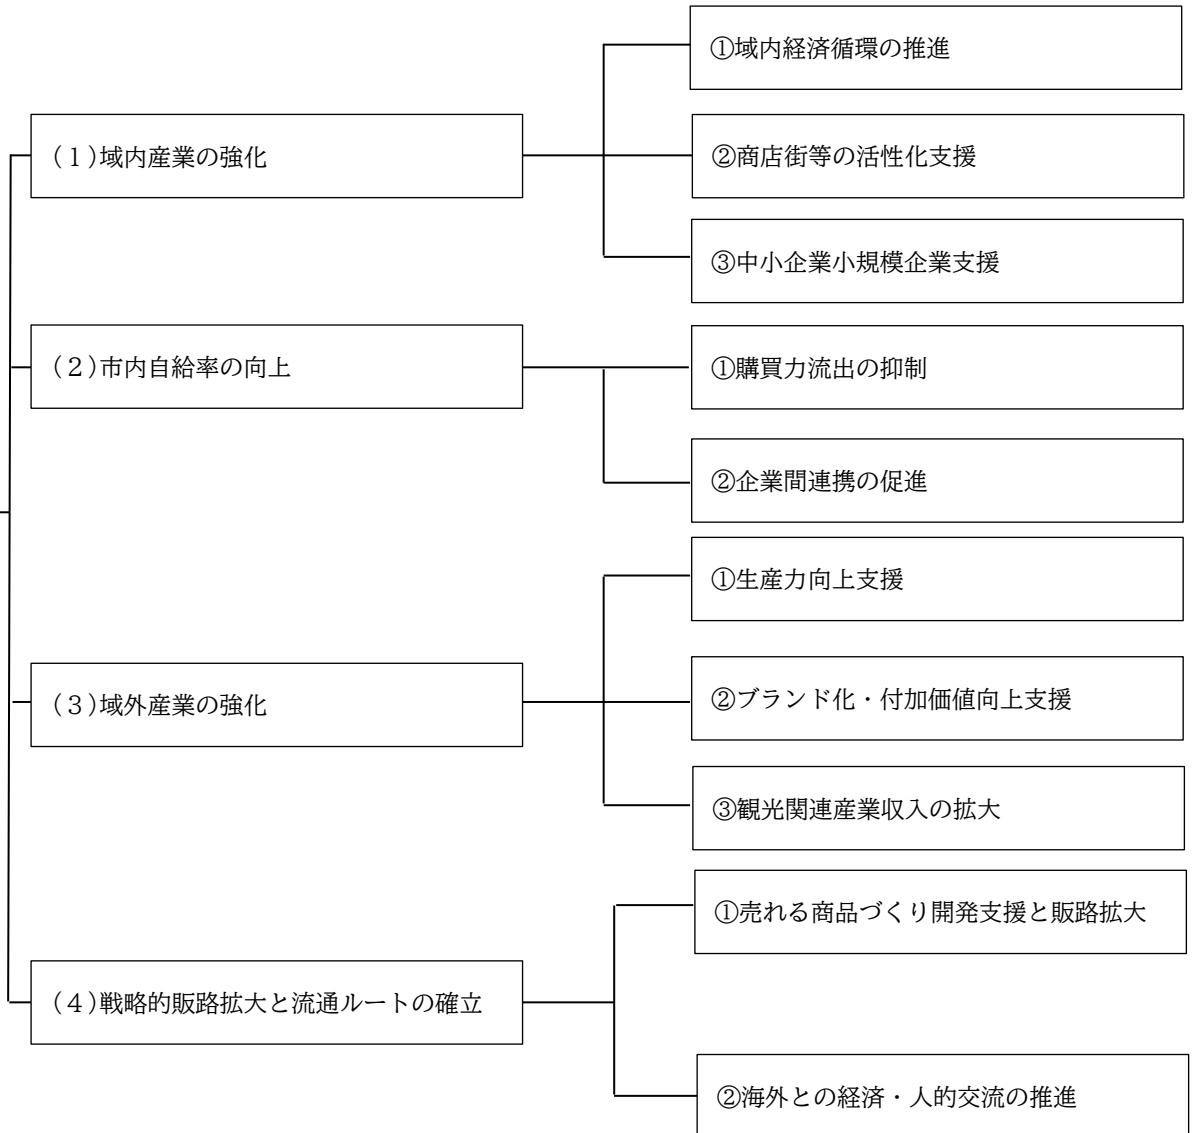 （１）域内産業の強化
①域内経済循環の推進
②商店街等の活性化支援
③中小企業小規模企業支援
（２）市内自給率の向上
①購買力流出の抑制
②企業間連携の促進
（３）域外産業の強化
①生産力向上支援
②ブランド化・付加価値向上支援
③観光関連産業収入の拡大
（４）戦略的販路拡大と流通ルートの確立
①売れる商品づくり開発支援と販路拡大
②海外との経済・人的交流の推進